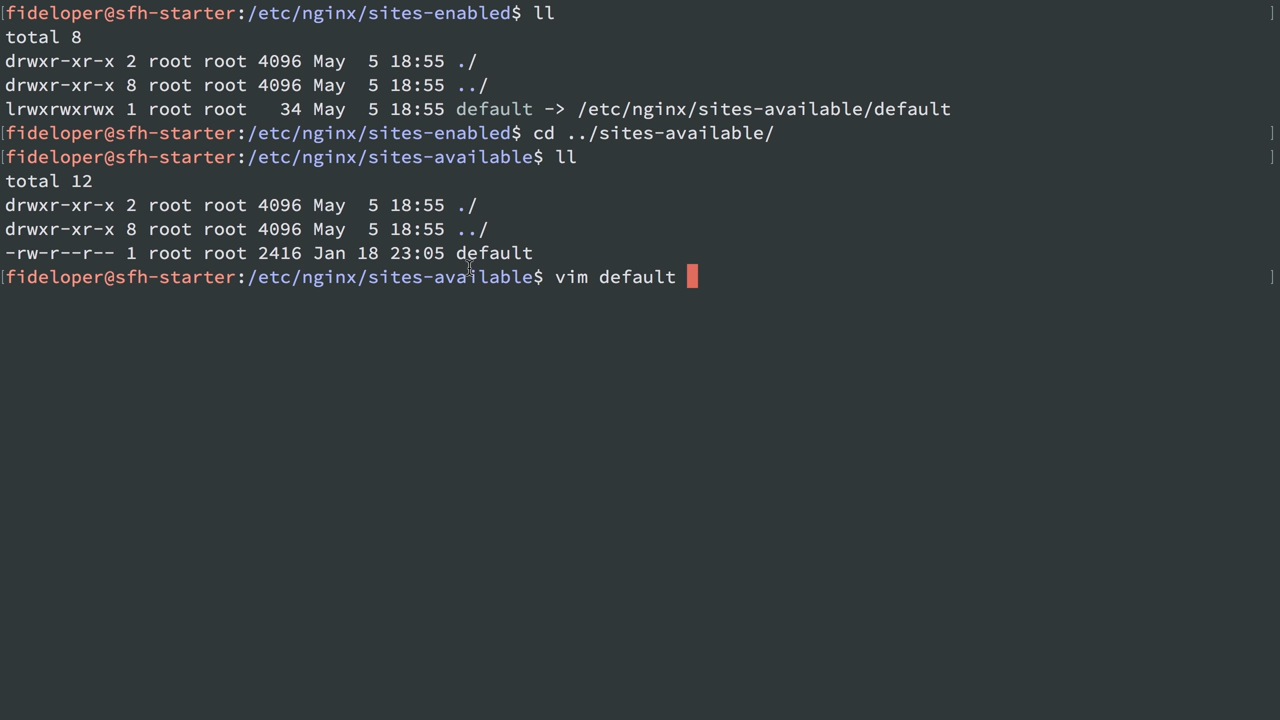 [fideloper@sfh-starter:/etc/nginx/sites-enabled$ ll ]
total 8
drwxr-xr-x 2 root root 4096 May  5 18:55 ./
drwxr-xr-x 8 root root 4096 May  5 18:55 ../
lrwxrwxrwx 1 root root   34 May  5 18:55 default -> /etc/nginx/sites-available/default
[fideloper@sfh-starter:/etc/nginx/sites-enabled$ cd ../sites-available/ ]
[fideloper@sfh-starter:/etc/nginx/sites-available$ ll ]
total 12
drwxr-xr-x 2 root root 4096 May  5 18:55 ./
drwxr-xr-x 8 root root 4096 May  5 18:55 ../
-rw-r--r-- 1 root root 2416 Jan 18 23:05 default
[fideloper@sfh-starter:/etc/nginx/sites-available$ vim default ]